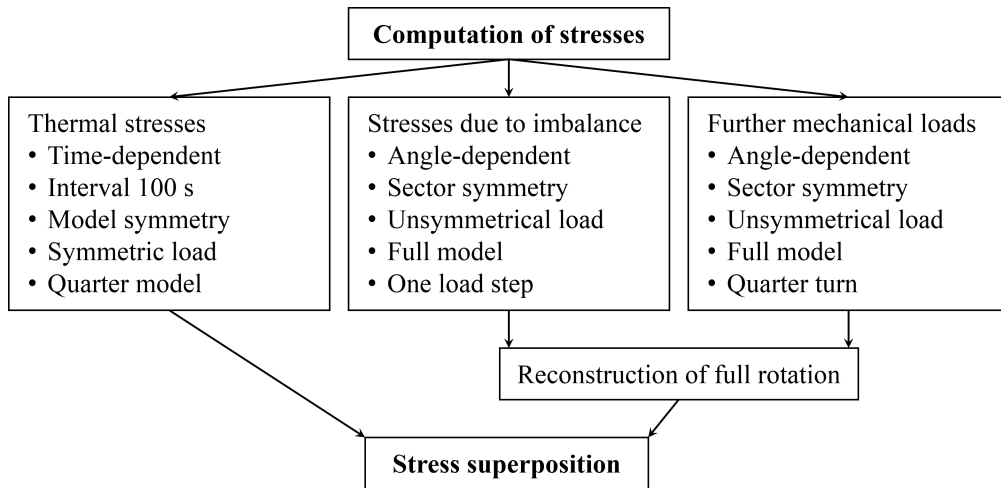 Computation of stresses
Thermal stresses
• Time-dependent
• Interval 100 s
• Model symmetry
• Symmetric load
• Quarter model
Stresses due to imbalance
• Angle-dependent
• Sector symmetry
• Unsymmetrical load
• Full model
• One load step
Further mechanical loads
• Angle-dependent
• Sector symmetry
• Unsymmetrical load
• Full model
• Quarter turn
Reconstruction of full rotation
Stress superposition